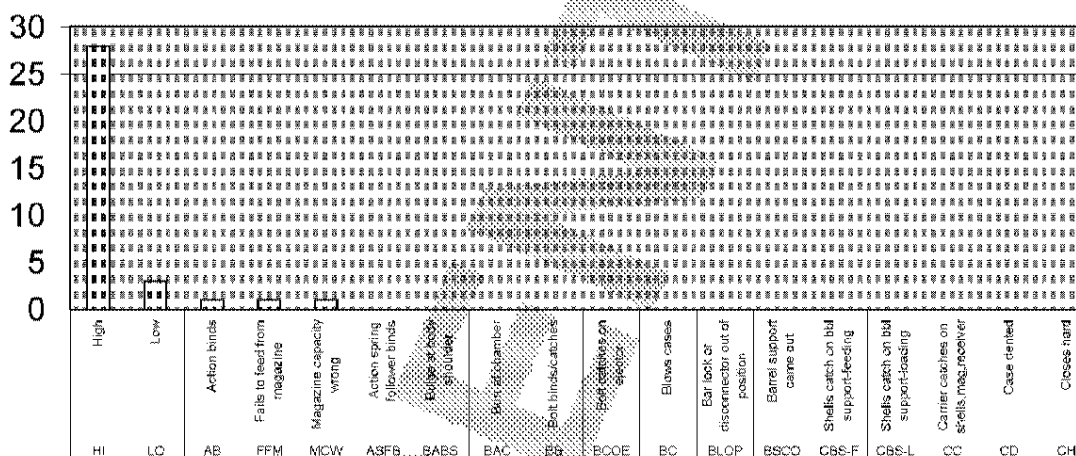 30
25
20
15
10
5
0
High
Low
Action binds
Fails to feed from
magazine
Magazine capacity
wrong
Action spring
follower binds
Bulge at body
shoulder
Burr at chamber
Bolt binds/catches
Bolt catches on
ejector
Blows cases
Bar lock or
disconnector out of
position
Barrel support
came out
Shells catch on bbl
support-feeding
Shells catch on bbl
support-loading
Carrier catches on
shells,mag,receiver
Case dented
Closes hard
HI
LO
AB
FFM
MCW
ASFB
BABS
BAC
BB
BCOE
BC
BLOP
BSCO
CBS-F
CBS-L
CC
CD
CH